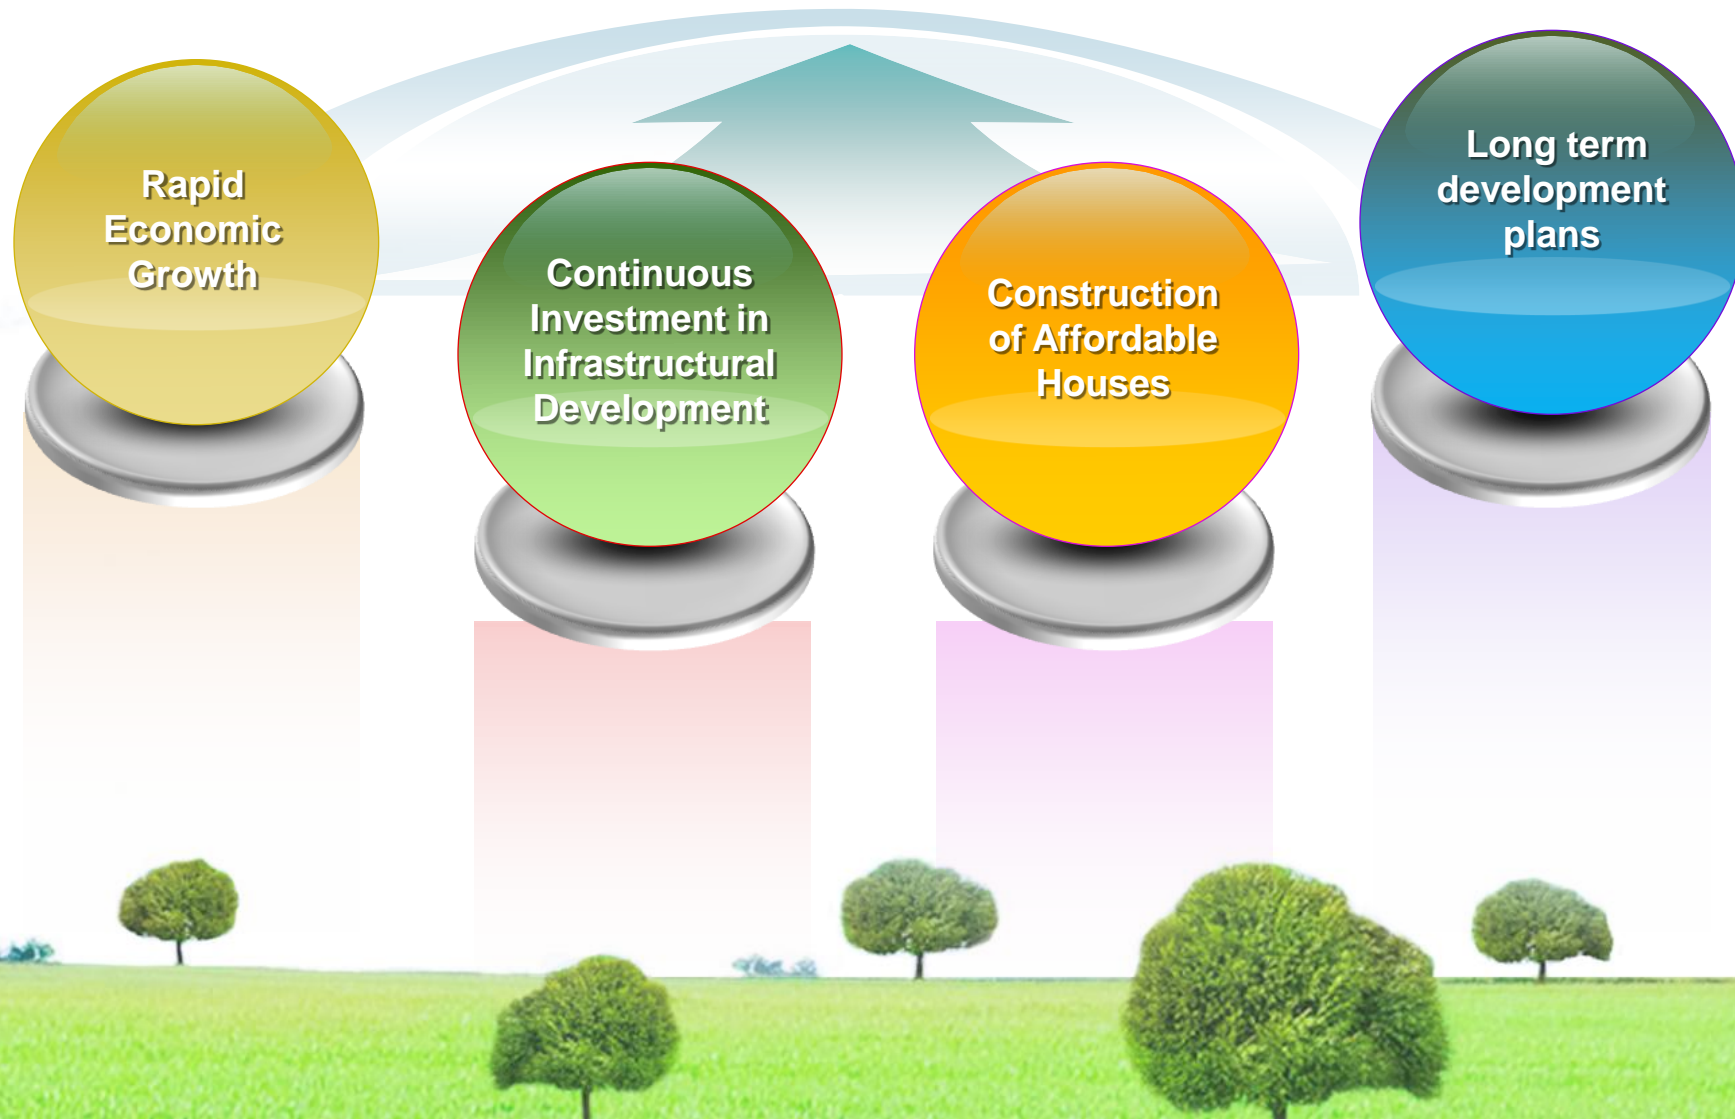 Rapid
Economic
Growth
Continuous
Investment in
Infrastructural
Development
Construction
of Affordable
Houses
Long term
development
plans